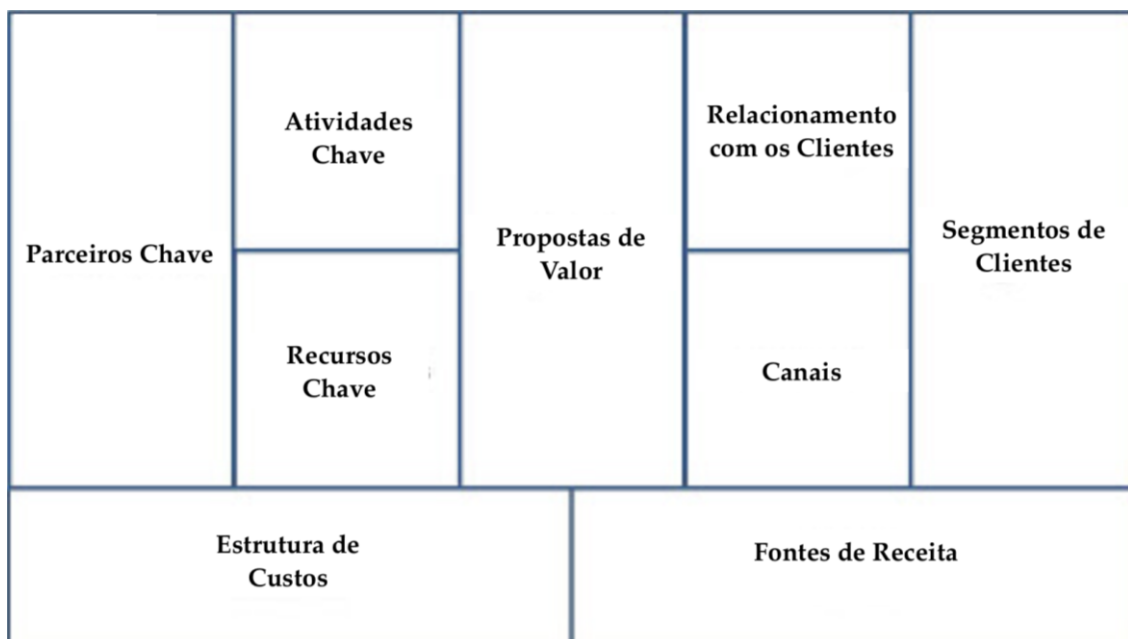 Parceiros Chave
Atividades
Chave
Recursos
Chave
Propostas de
Valor
Relacionamento
com os Clientes
Canais
Segmentos de
Clientes
Estrutura de
Custos
Fontes de Receita